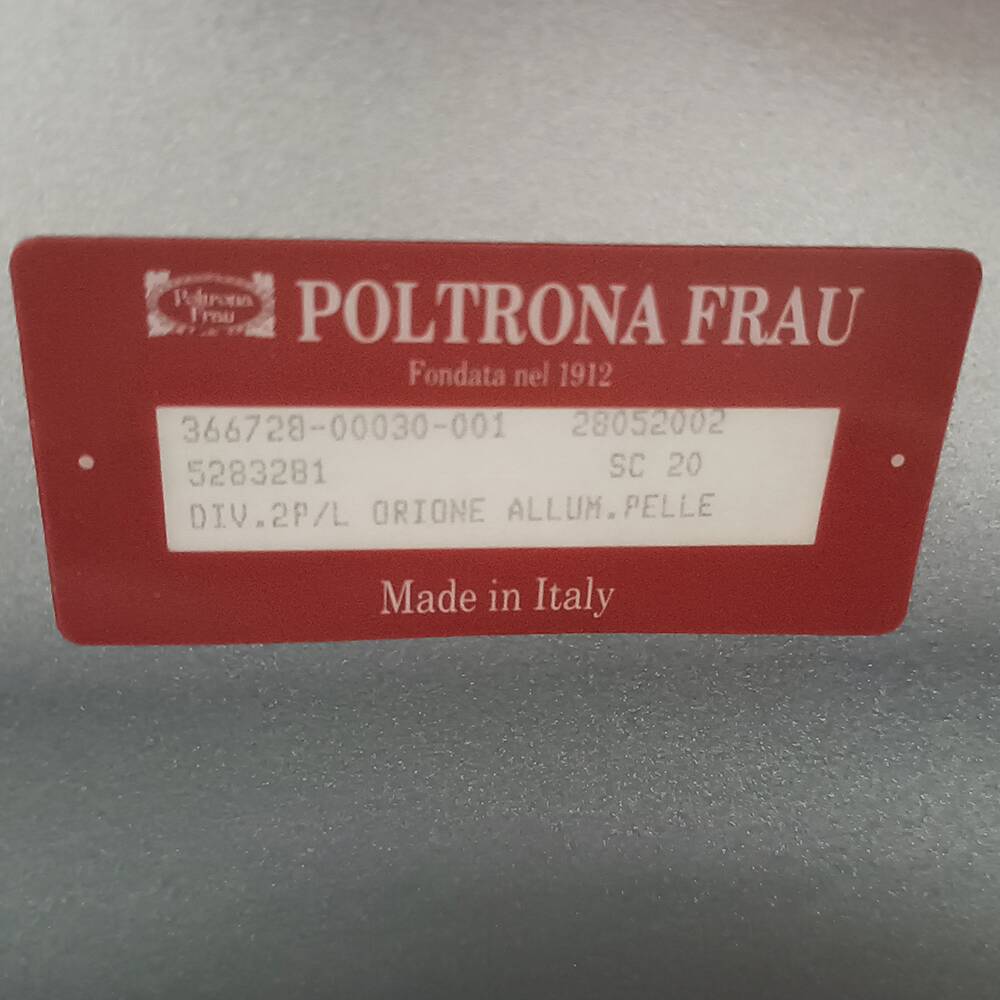 Poltrona
Frau
POLTRONA FRAU
Fondata nel 1912
366728-00030-001 28052002
5283281 SC 20
DIV.2P/L ORIONE ALLUM.PELLE
Made in Italy